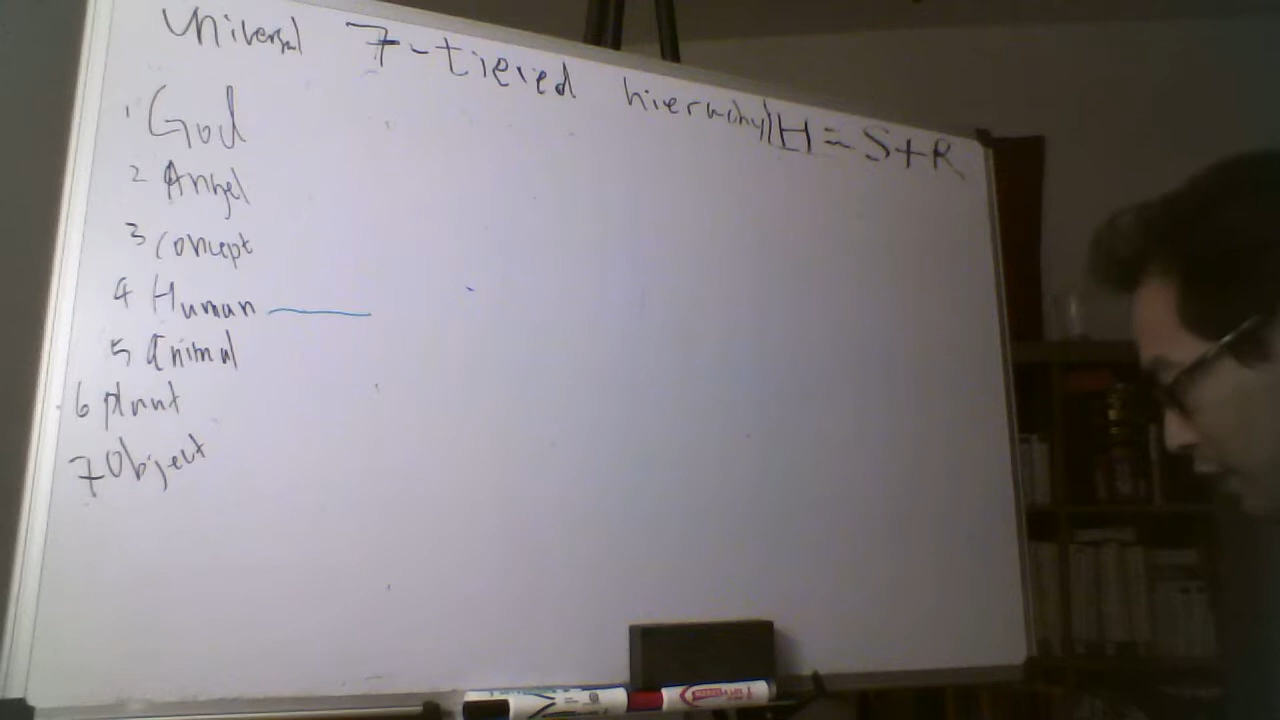 Universal 7-tiered hierarchy H = S+R
1 God
2 Angel
3 Concept
4 Human
5 Animal
6 plant
7 Object